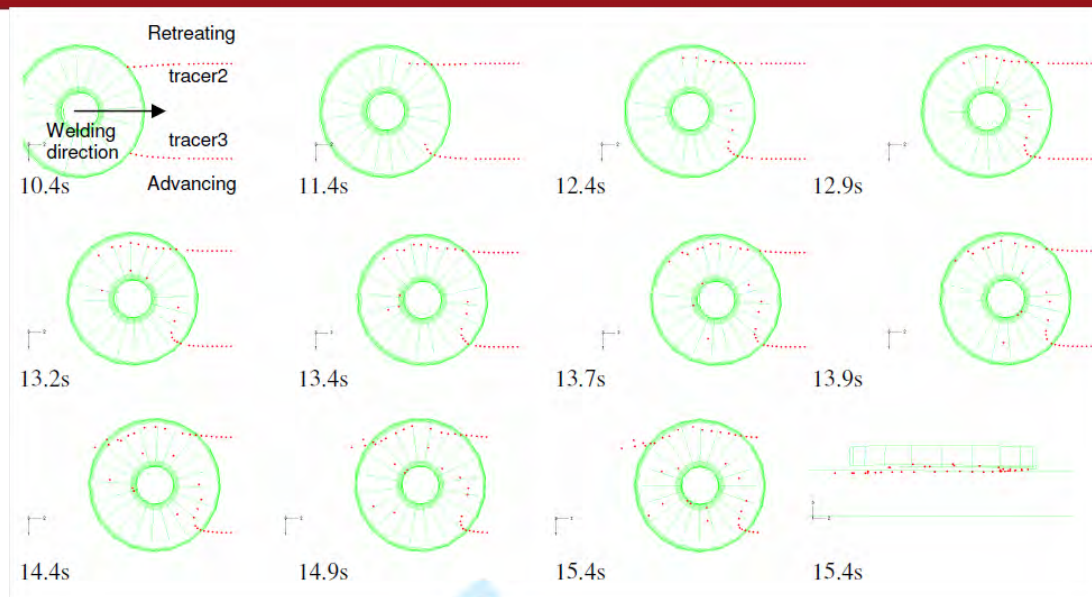 Retreating
tracer2
Welding
direction
tracer3
10.4s
Advancing
11.4s
12.4s
12.9s
13.2s
13.4s
13.7s
13.9s
14.4s
14.9s
15.4s
15.4s